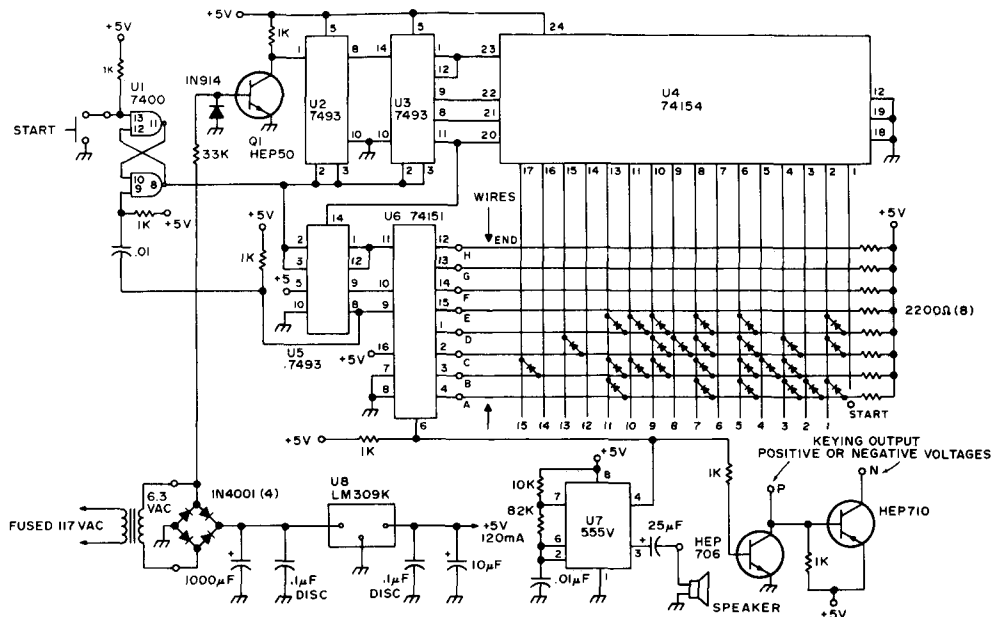 +5V
+5V
1K
1K
U1
7400
1N914
START
13
12
11
10
9
8
33K
Q1
HEP50
1K
+5V
.01
5
1
8
U2
7493
10
2
3
5
14
1
12
9
8
11
U3
7493
10
2
3
24
23
22
21
20
U4
74154
12
19
18
17
16
15
14
13
11
10
9
8
7
6
5
4
3
2
1
+5V
1K
14
2
3
+5
5
10
1
12
9
8
U5
.7493
U6 74151
11
10
9
+5V
16
7
8
6
12
13
14
15
1
2
3
4
WIRES
END
H
G
F
E
D
C
B
A
+5V
2200Ω(8)
START
15
14
13
12
11
10
9
8
7
6
5
4
3
2
1
+5V
1K
KEYING OUTPUT
POSITIVE OR NEGATIVE VOLTAGES
P
N
1K
HEP
706
HEP710
1K
+5V
FUSED 117 VAC
6.3
VAC
1N4001 (4)
1000µF
.1µF
DISC
U8
LM309K
.1µF
DISC
10µF
+5V
120mA
+5V
10K
82K
7
6
2
8
4
3
1
U7
555V
.01µF
25µF
SPEAKER